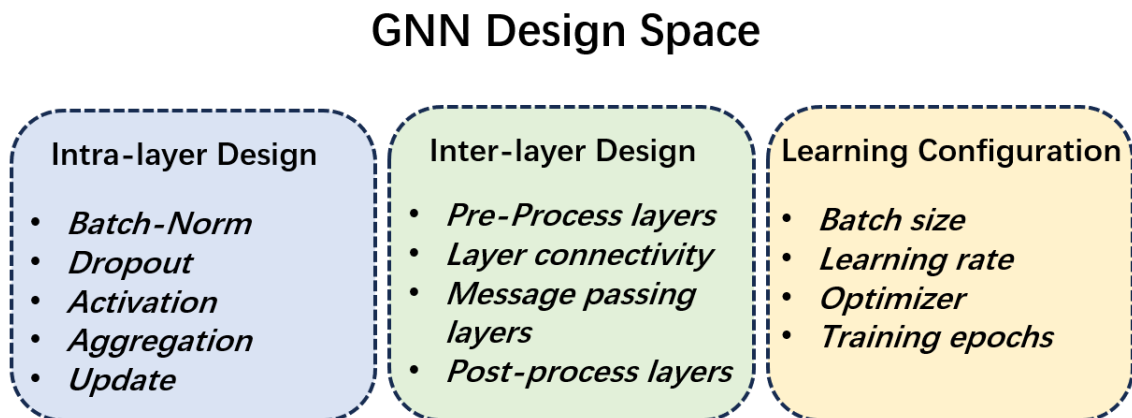 GNN Design Space
Intra-layer Design
• Batch-Norm
• Dropout
• Activation
• Aggregation
• Update
Inter-layer Design
• Pre-Process layers
• Layer connectivity
• Message passing
layers
• Post-process layers
Learning Configuration
• Batch size
• Learning rate
• Optimizer
• Training epochs